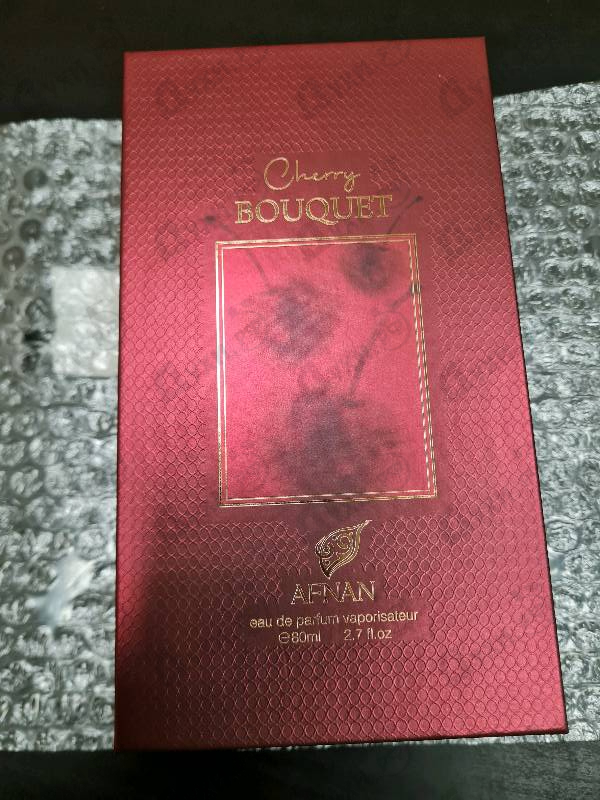 Cherry
BOUQUET
AFNAN
eau de parfum vaporisateur
℮80ml 2.7 fl.oz